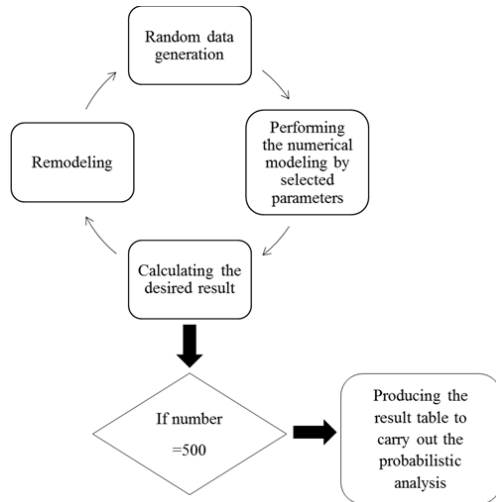 Random data
generation
Performing
the numerical
modeling by
selected
parameters
Remodeling
Calculating the
desired result
If number
=500
Producing the
result table to
carry out the
probabilistic
analysis